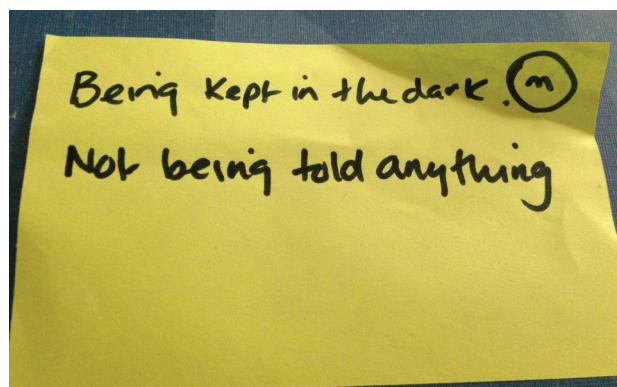 Being kept in the dark. m
Not being told anything